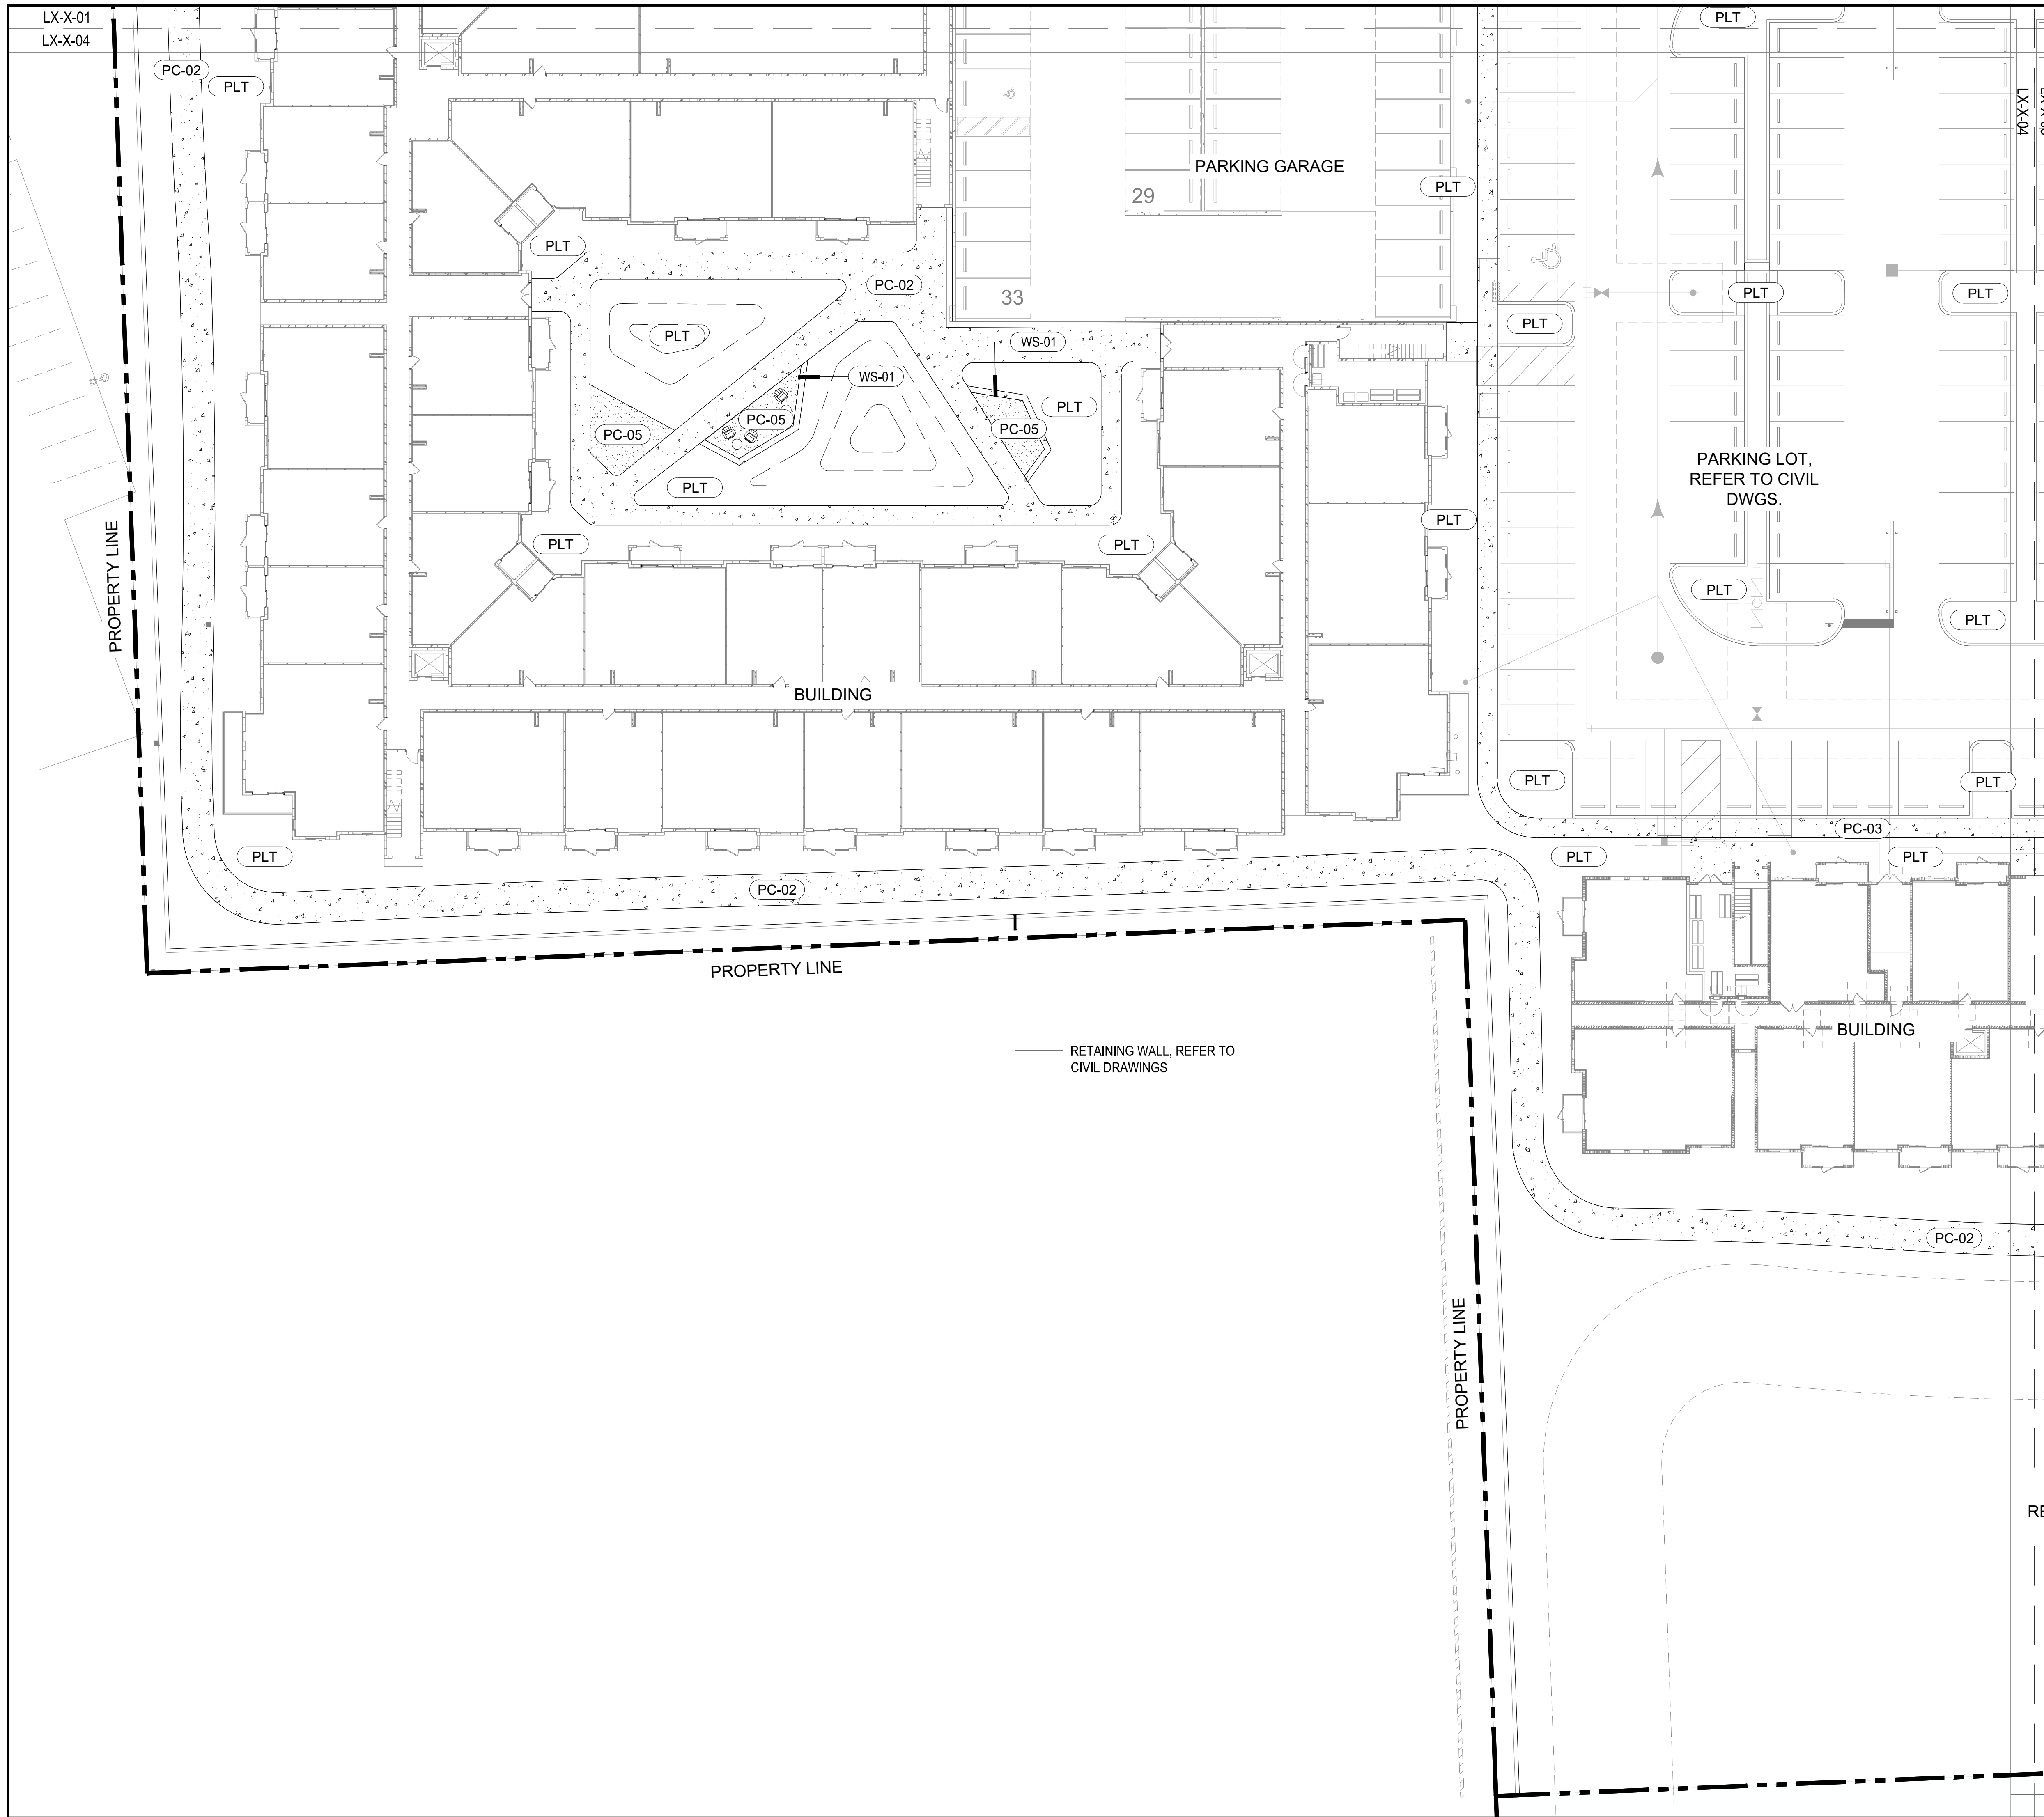 LX-X-01
LX-X-04
PLT
PC-02
PLT
LX-X-04
PARKING GARAGE
29
PLT
PLT
PC-02
33
PLT
PLT
PLT
PLT
WS-01
WS-01
PLT
PC-05
PC-05
PC-05
PLT
PARKING LOT,
REFER TO CIVIL
DWGS.
PLT
PLT
PLT
PLT
PROPERTY LINE
PLT
PLT
BUILDING
PLT
PLT
PC-03
PLT
PLT
PLT
PC-02
PROPERTY LINE
BUILDING
RETAINING WALL, REFER TO
CIVIL DRAWINGS
PC-02
PROPERTY LINE